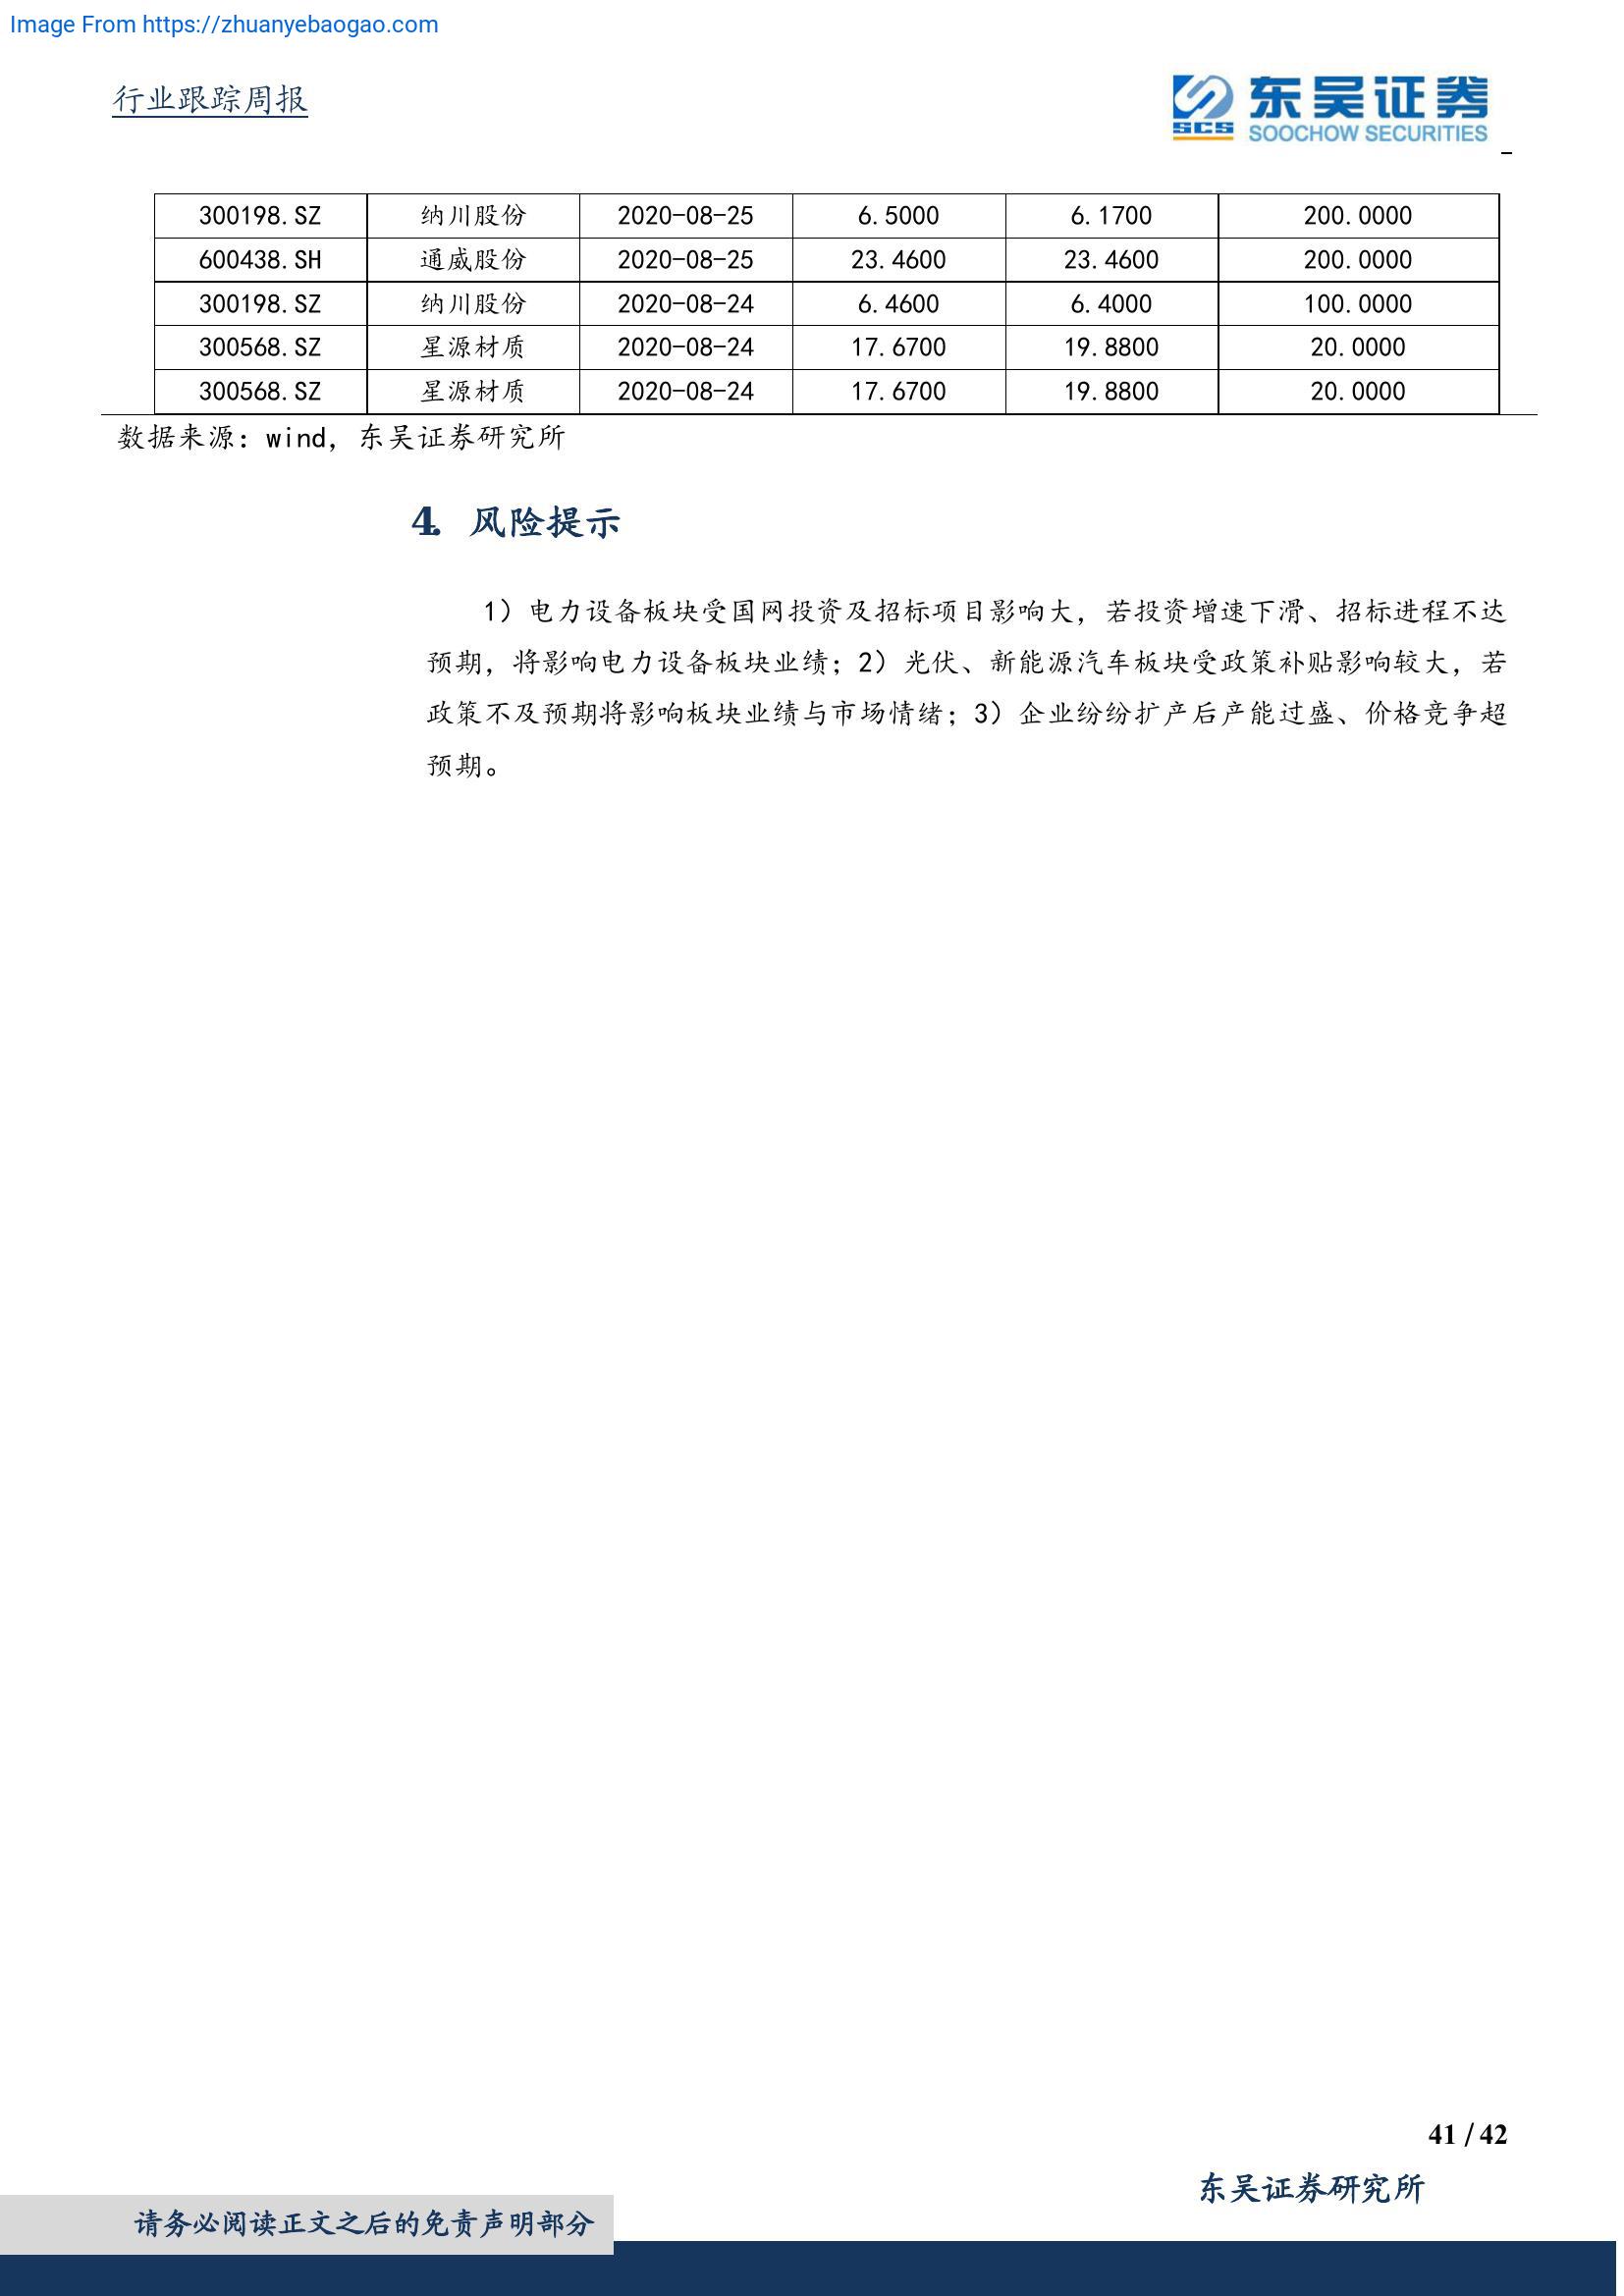 Image From https://zhuanyebaogao.com
行业跟踪周报
东吴证券
SCS
SOOCHOW SECURITIES
300198.SZ 纳川股份 2020-08-25 6.5000 6.1700 200.0000
600438.SH 通威股份 2020-08-25 23.4600 23.4600 200.0000
300198.SZ 纳川股份 2020-08-24 6.4600 6.4000 100.0000
300568.SZ 星源材质 2020-08-24 17.6700 19.8800 20.0000
300568.SZ 星源材质 2020-08-24 17.6700 19.8800 20.0000
数据来源：wind，东吴证券研究所
4. 风险提示
1）电力设备板块受国网投资及招标项目影响大，若投资增速下滑、招标进程不达
预期，将影响电力设备板块业绩；2）光伏、新能源汽车板块受政策补贴影响较大，若
政策不及预期将影响板块业绩与市场情绪；3）企业纷纷扩产后产能过盛、价格竞争超
预期。
41 / 42
东吴证券研究所
请务必阅读正文之后的免责声明部分